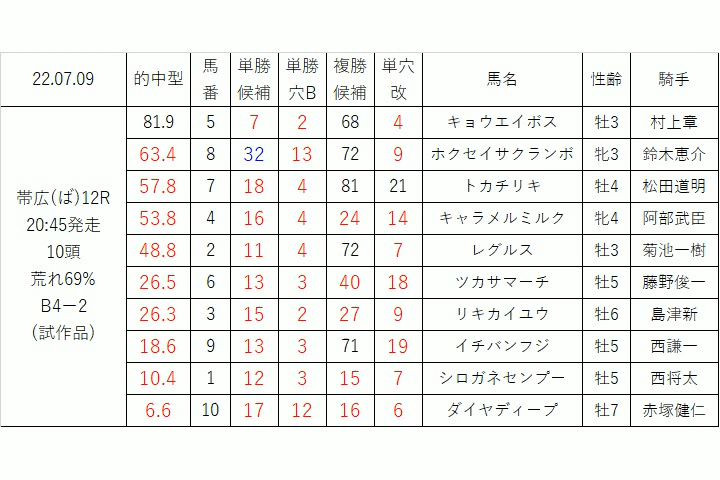 22.07.09 的中型 馬番 単勝候補 単勝穴B 複勝候補 単穴改 馬名 性齢 騎手
帯広(ば)12R
20:45発走
10頭
荒れ69%
B4ー2
(試作品)
81.9 5 7 2 68 4 キョウエイボス 牡3 村上章
63.4 8 32 13 72 9 ホクセイサクランボ 牝3 鈴木恵介
57.8 7 18 4 81 21 トカチリキ 牡4 松田道明
53.8 4 16 4 24 14 キャラメルミルク 牝4 阿部武臣
48.8 2 11 4 72 7 レグルス 牡3 菊池一樹
26.5 6 13 3 40 18 ツカサマーチ 牡5 藤野俊一
26.3 3 15 2 27 9 リキカイユウ 牡6 島津新
18.6 9 13 3 71 19 イチバンフジ 牡5 西謙一
10.4 1 12 3 15 7 シロガネセンプー 牡5 西将太
6.6 10 17 12 16 6 ダイヤディープ 牡7 赤塚健仁